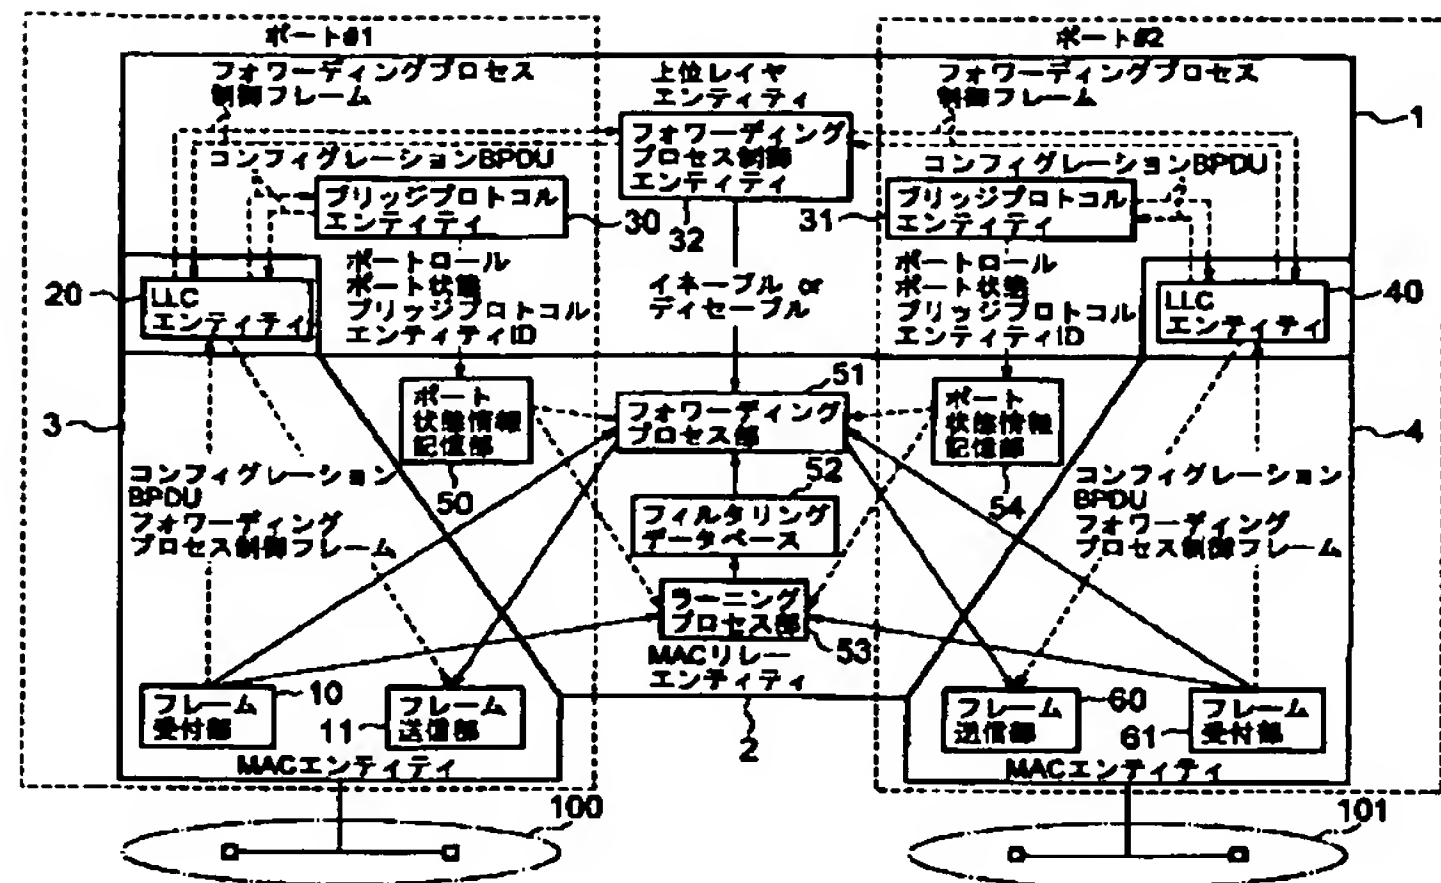 ポート#1
フォワーディングプロセス
制御フレーム
コンフィグレーションBPDU
ブリッジプロトコル
エンティティ
30
上位レイヤ
エンティティ
フォワーディング
プロセス制御
エンティティ
32
ポート#2
フォワーディングプロセス
制御フレーム
コンフィグレーションBPDU
ブリッジプロトコル
エンティティ
31
1
20
LLC
エンティティ
ポートロール
ポート状態
ブリッジプロトコル
エンティティID
イネーブル or
ディセーブル
ポートロール
ポート状態
ブリッジプロトコル
エンティティID
LLC
エンティティ
40
3
ポート
状態情報
記憶部
50
51
フォワーディング
プロセス部
52
フィルタリング
データベース
ラーニング
プロセス部
53
MACリレー
エンティティ
2
ポート
状態情報
記憶部
54
4
コンフィグレーション
BPDU
フォワーディング
プロセス制御フレーム
コンフィグレーション
BPDU
フォワーディング
プロセス制御フレーム
フレーム
受付部
10
11
フレーム
送信部
MACエンティティ
フレーム
送信部
60
61
フレーム
受付部
MACエンティティ
100
101